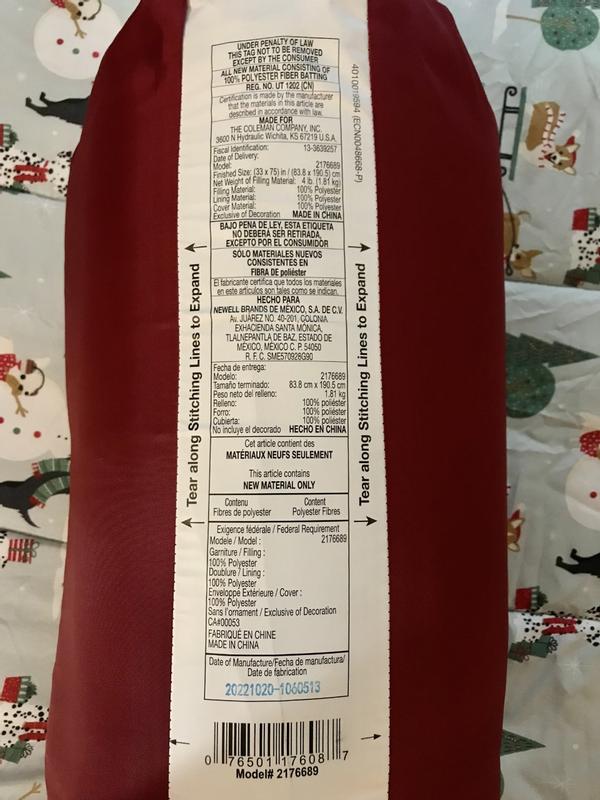 UNDER PENALTY OF LAW
THIS TAG NOT TO BE REMOVED
EXCEPT BY THE CONSUMER
ALL NEW MATERIAL CONSISTING OF
100% POLYESTER FIBER BATTING
REG. NO. UT 1202 (CN)
Certification is made by the manufacturer
that the materials in this article are
described in accordance with law.
MADE FOR
THE COLEMAN COMPANY, INC.
3600 N Hydraulic Wichita, KS 67219 U.S.A.
Fiscal Identification: 13-3639257
Date of Delivery:
Model: 2176689
Finished Size: (33 x 75) in / (83.8 x 190.5) cm
Net Weight of Filling Material: 4 lb. (1.81 kg)
Filling Material: 100% Polyester
Lining Material: 100% Polyester
Cover Material: 100% Polyester
Exclusive of Decoration MADE IN CHINA
BAJO PENA DE LEY, ESTA ETIQUETA
NO DEBERÁ SER RETIRADA,
EXCEPTO POR EL CONSUMIDOR
SÓLO MATERIALES NUEVOS
CONSISTENTES EN
FIBRA DE poliéster
El fabricante certifica que todos los materiales
en este artículos son tales como se indican.
HECHO PARA
NEWELL BRANDS DE MÉXICO, S.A. DE C.V.
Av. JUÁREZ NO. 40-201, COLONIA
EXHACIENDA SANTA MÓNICA,
TLALNEPANTLA DE BAZ, ESTADO DE
MÉXICO, MÉXICO C. P. 54050
R. F. C. SME570928G90
Fecha de entrega:
Modelo: 2176689
Tamaño terminado: 83.8 cm x 190.5 cm
Peso neto del relleno: 1.81 kg
Relleno: 100% poliéster
Forro: 100% poliéster
Cubierta: 100% poliéster
No incluye el decorado HECHO EN CHINA
Cet article contient des
MATÉRIAUX NEUFS SEULEMENT
This article contains
NEW MATERIAL ONLY
Contenu Content
Fibres de polyester Polyester Fibres
Exigence fédérale / Federal Requirement
Modele / Model : 2176689
Garniture / Filling :
100% Polyester
Doublure / Lining :
100% Polyester
Enveloppe Extérieure / Cover :
100% Polyester
Sans l'ornament / Exclusive of Decoration
CA#00053
FABRIQUÉ EN CHINE
MADE IN CHINA
Date of Manufacture/Fecha de manufactura/
Date de fabrication
20221020-1060513
0 76501 17608 7
Model# 2176689
Tear along Stitching Lines to Expand
Tear along Stitching Lines to Expand
4010019594 (ECN0048668-P)